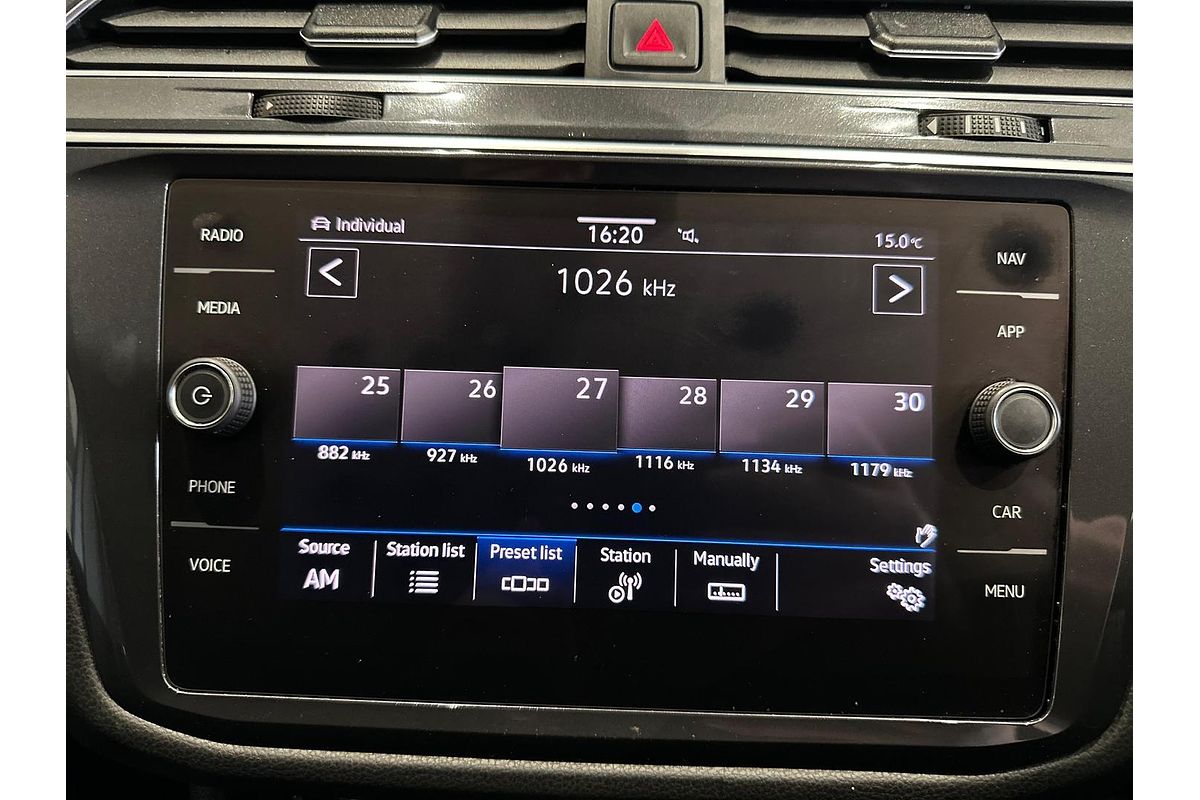 RADIO
MEDIA
PHONE
VOICE
Individual
16:20
15.0°C
<
1026 kHz
>
25 26 27 28 29 30
882 kHz 927 kHz 1026 kHz 1116 kHz 1134 kHz 1179 kHz
Source Station list Preset list Station Manually Settings
AM
NAV
APP
CAR
MENU